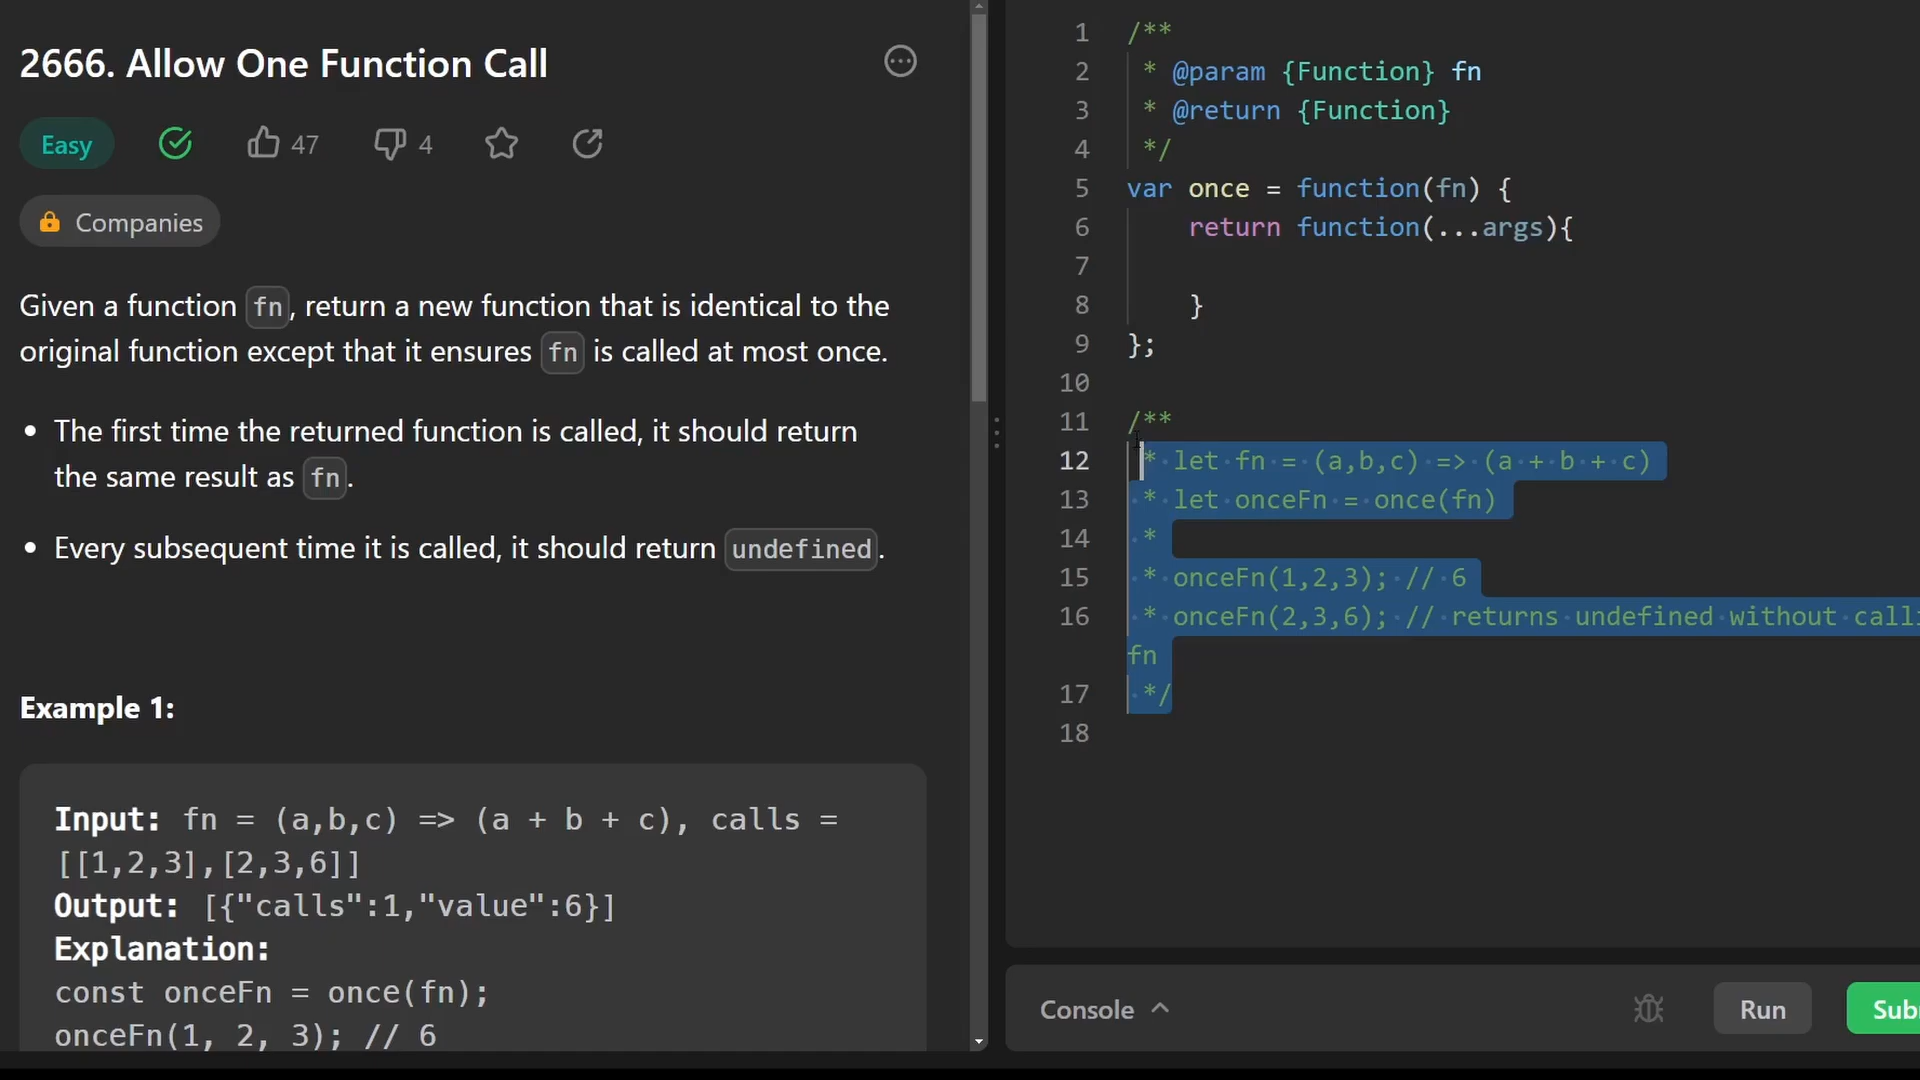 2666. Allow One Function Call
Easy
47
4
Companies
Given a function fn, return a new function that is identical to the
original function except that it ensures fn is called at most once.
• The first time the returned function is called, it should return
the same result as fn.
• Every subsequent time it is called, it should return undefined.
Example 1:
Input: fn = (a,b,c) => (a + b + c), calls =
[[1,2,3],[2,3,6]]
Output: [{"calls":1,"value":6}]
Explanation:
const onceFn = once(fn);
onceFn(1, 2, 3); // 6
1 /**
2 * @param {Function} fn
3 * @return {Function}
4 */
5 var once = function(fn) {
6 return function(...args){
7
8 }
9 };
10
11 /**
12 * let fn = (a,b,c) => (a + b + c)
13 * let onceFn = once(fn)
14 *
15 * onceFn(1,2,3); // 6
16 * onceFn(2,3,6); // returns undefined without calli
fn
17 */
18
Console
Run
Sub